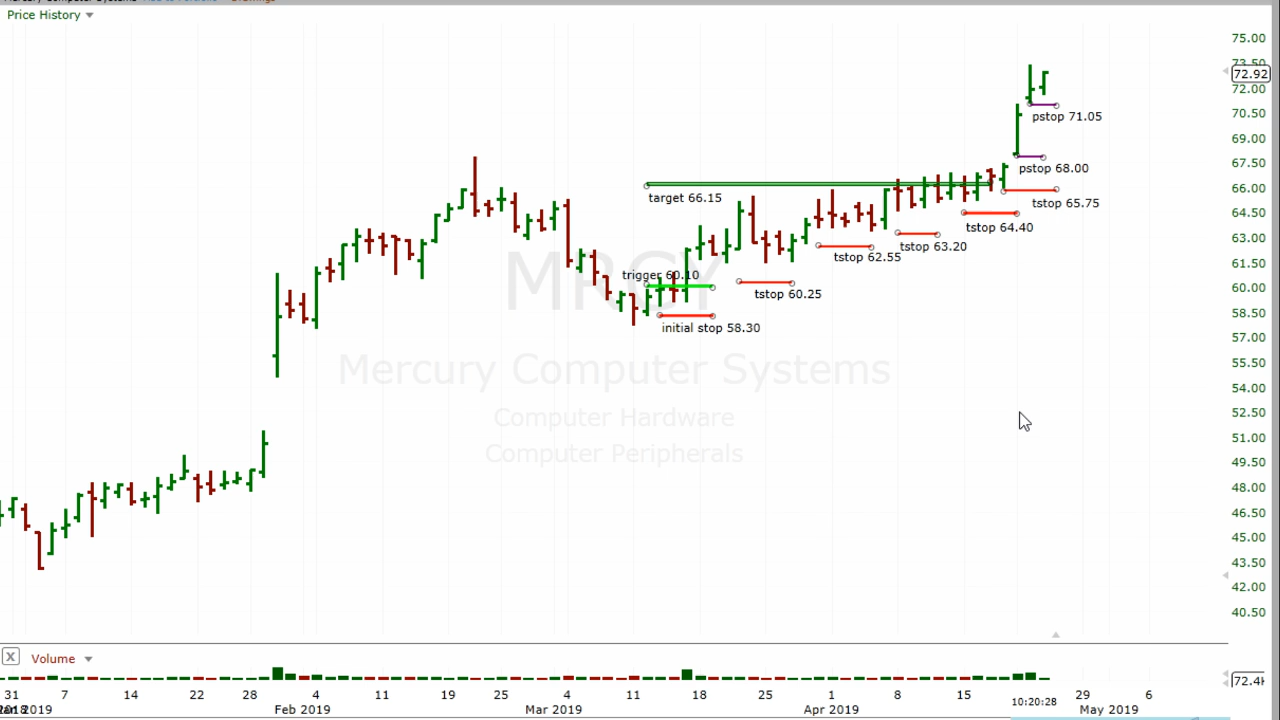 Mercury Computer Systems
Price History
75.00
73.50
72.92
72.00
pstop 71.05
70.50
69.00
pstop 68.00
67.50
target 66.15
66.00
tstop 65.75
64.50
tstop 64.40
63.00
tstop 63.20
tstop 62.55
61.50
trigger 60.10
MRCY
60.00
tstop 60.25
58.50
initial stop 58.30
57.00
Mercury Computer Systems
55.50
54.00
Computer Hardware
52.50
51.00
Computer Peripherals
49.50
48.00
46.50
45.00
43.50
42.00
40.50
X Volume
72.4k
31 7 14 22 28 4 11 19 25 4 11 18 25 1 8 15 10:20:28 29 6
2019 Feb 2019 Mar 2019 Apr 2019 May 2019